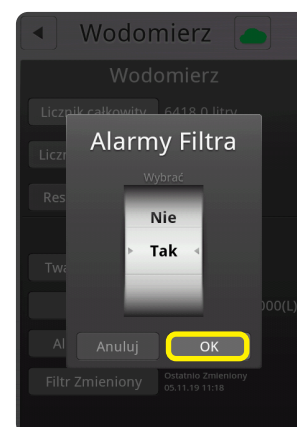 Wodomierz
Wodomierz
Licznik całkowity 6418.0 litry
Alarmy Filtra
Wybrać
Nie
Tak
000(L)
Anuluj OK
Filtr Zmieniony Ostatnio Zmieniony
05.11.19 11:18